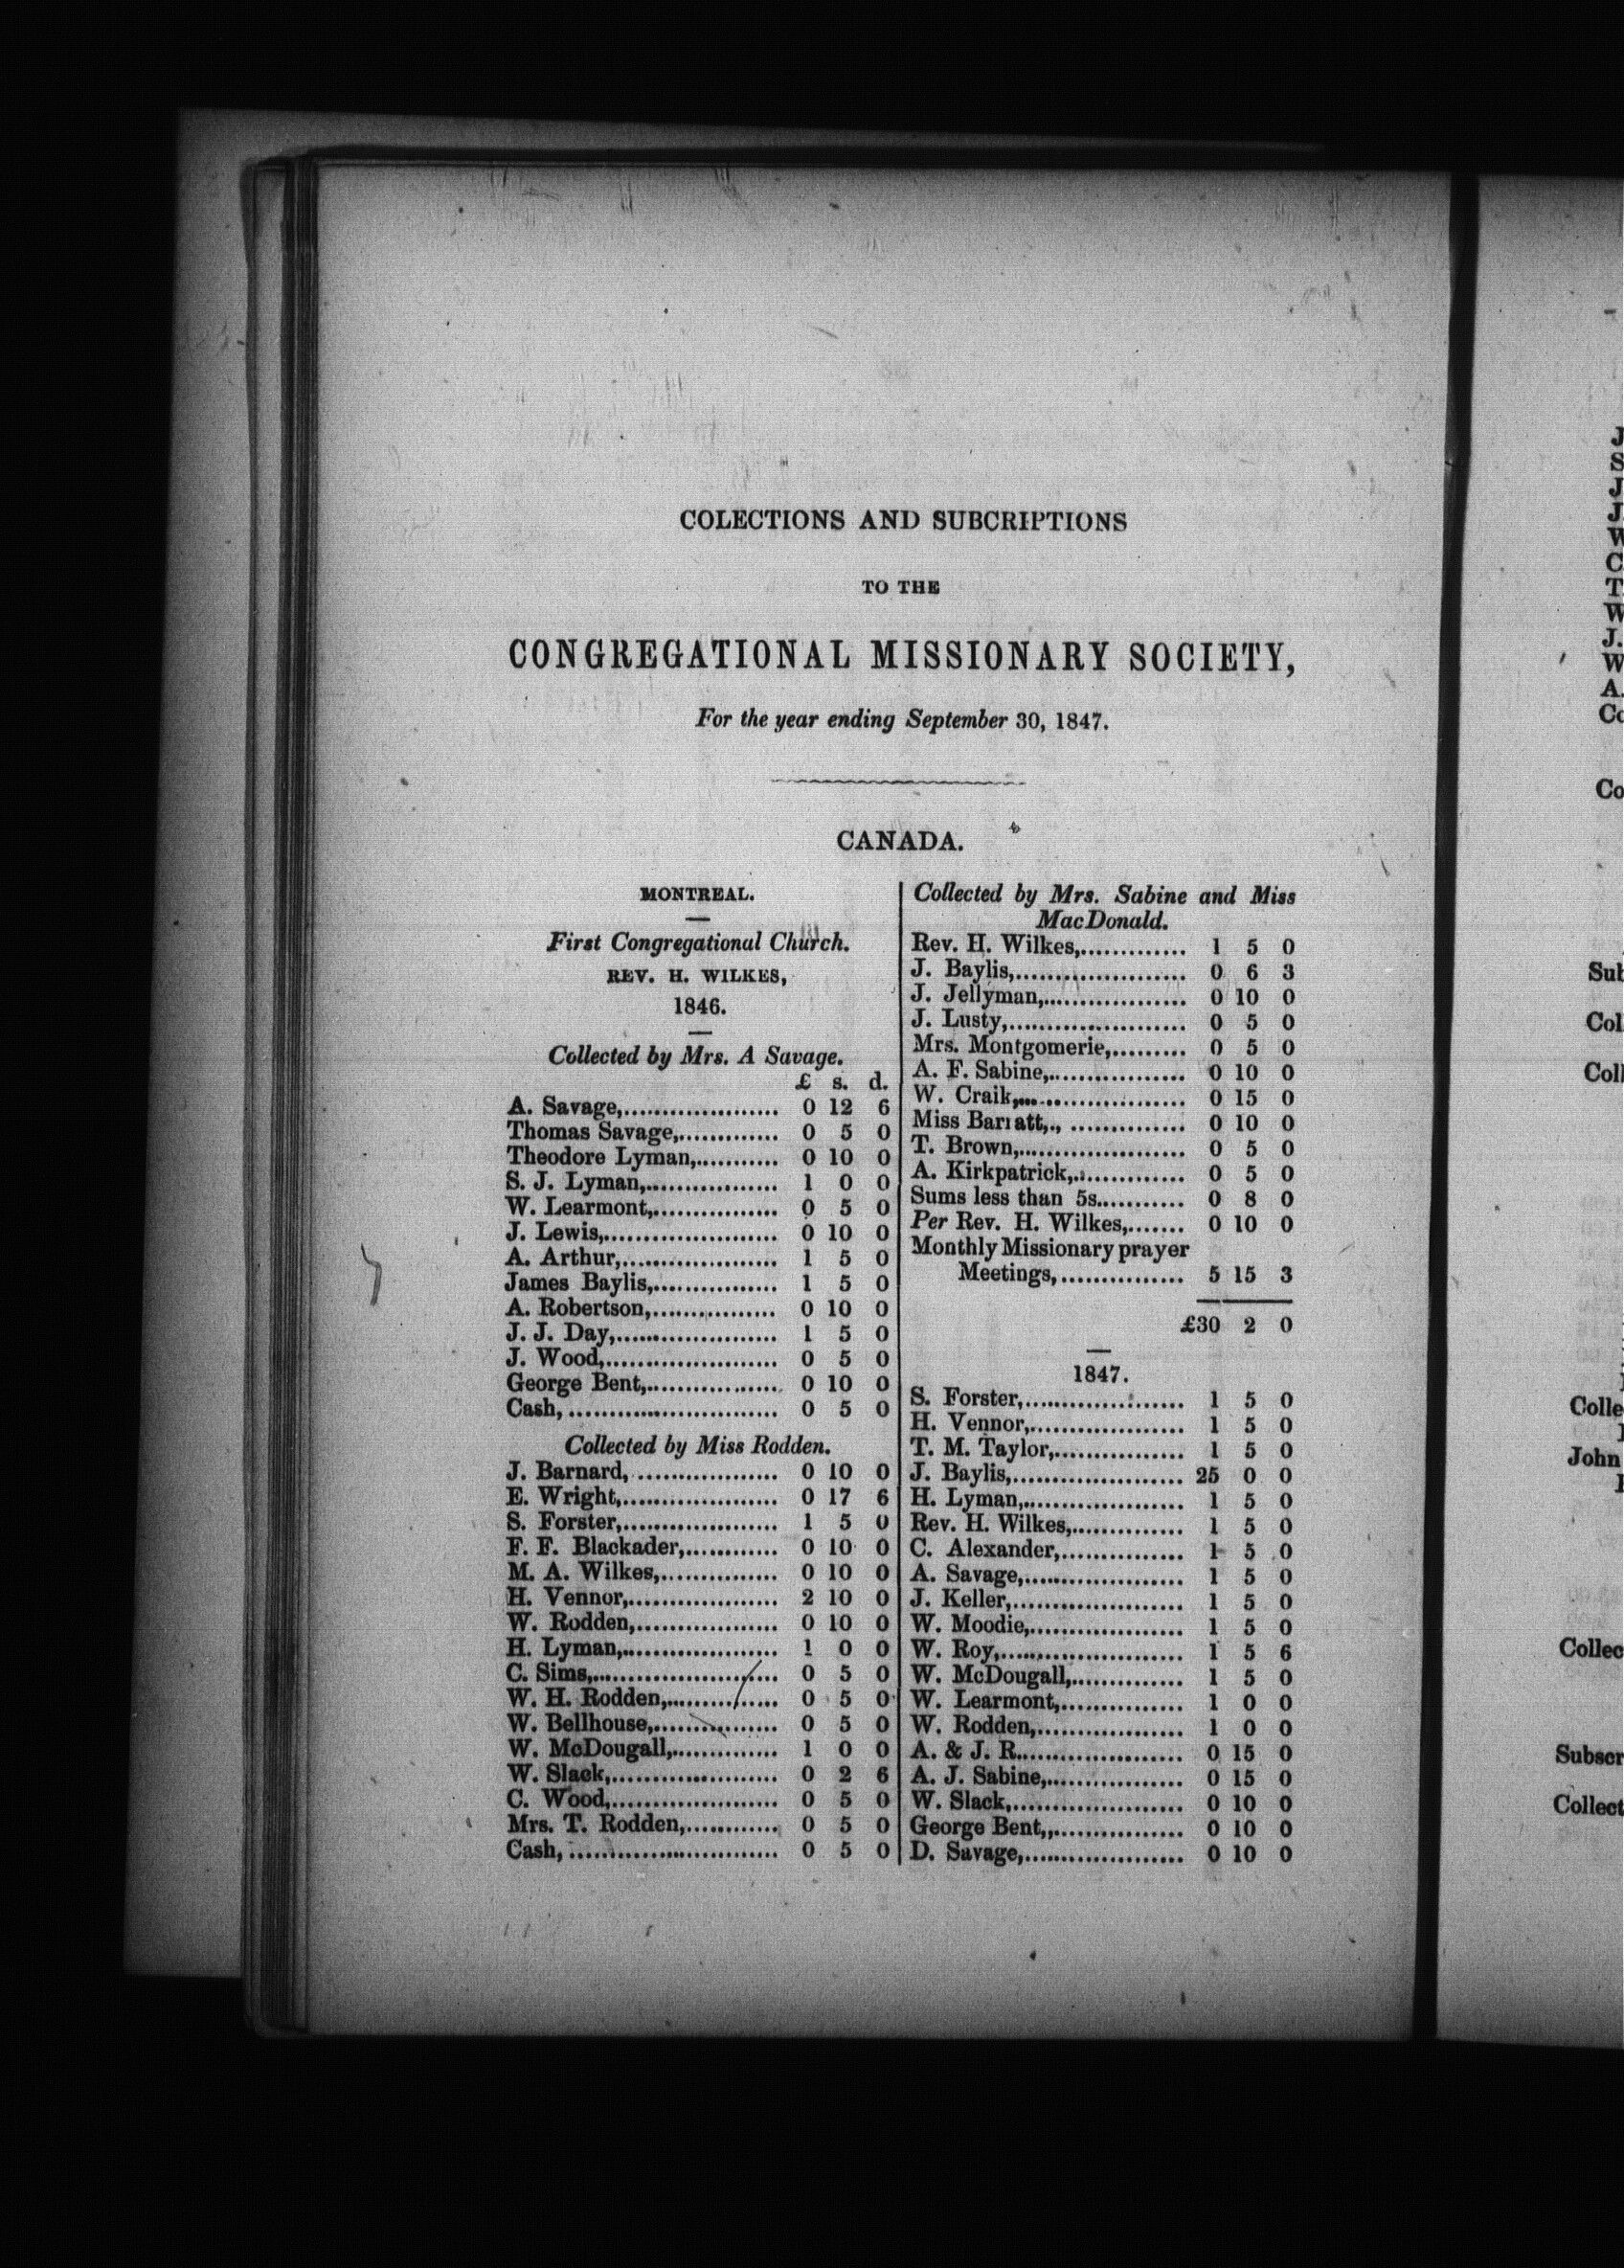 COLECTIONS AND SUBCRIPTIONS
TO THE
CONGREGATIONAL MISSIONARY SOCIETY,
For the year ending September 30, 1847.
CANADA.
MONTREAL.
First Congregational Church.
REV. H. WILKES,
1846.
Collected by Mrs. A Savage.
£ s. d.
A. Savage,..................... 0 12 6
Thomas Savage,............. 0 5 0
Theodore Lyman,........... 0 10 0
S. J. Lyman,.................. 1 0 0
W. Learmont,................ 0 5 0
J. Lewis,....................... 0 10 0
A. Arthur,..................... 1 5 0
James Baylis,................ 1 5 0
A. Robertson,................ 0 10 0
J. J. Day,...................... 1 5 0
J. Wood,....................... 0 5 0
George Bent,.................. 0 10 0
Cash, ............................ 0 5 0
Collected by Miss Rodden.
J. Barnard, ................... 0 10 0
E. Wright,..................... 0 17 6
S. Forster,..................... 1 5 0
F. F. Blackader,............ 0 10 0
M. A. Wilkes,............... 0 10 0
H. Vennor,.................... 2 10 0
W. Rodden,................... 0 10 0
H. Lyman,.................... 1 0 0
C. Sims,........................ 0 5 0
W. H. Rodden,.............. 0 5 0
W. Bellhouse,................ 0 5 0
W. McDougall,.............. 1 0 0
W. Slack,...................... 0 2 6
C. Wood,...................... 0 5 0
Mrs. T. Rodden,............ 0 5 0
Cash, ............................ 0 5 0
Collected by Mrs. Sabine and Miss
MacDonald.
Rev. H. Wilkes,............. 1 5 0
J. Baylis,...................... 0 6 3
J. Jellyman,.................. 0 10 0
J. Lusty,....................... 0 5 0
Mrs. Montgomerie,......... 0 5 0
A. F. Sabine,................. 0 10 0
W. Craik,...................... 0 15 0
Miss Barratt,., .............. 0 10 0
T. Brown,..................... 0 5 0
A. Kirkpatrick,.............. 0 5 0
Sums less than 5s........... 0 8 0
Per Rev. H. Wilkes,....... 0 10 0
Monthly Missionary prayer
Meetings,............... 5 15 3
£30 2 0
1847.
S. Forster,..................... 1 5 0
H. Vennor,.................... 1 5 0
T. M. Taylor,................ 1 5 0
J. Baylis,...................... 25 0 0
H. Lyman,.................... 1 5 0
Rev. H. Wilkes,.............. 1 5 0
C. Alexander,................ 1 5 0
A. Savage,..................... 1 5 0
J. Keller,...................... 1 5 0
W. Moodie,.................... 1 5 0
W. Roy,........................ 1 5 6
W. McDougall,.............. 1 5 0
W. Learmont,................ 1 0 0
W. Rodden,................... 1 0 0
A. & J. R...................... 0 15 0
A. J. Sabine,................. 0 15 0
W. Slack,...................... 0 10 0
George Bent,,................ 0 10 0
D. Savage,.................... 0 10 0
J
S
J
J
W
C
T
W
J.
W
A.
Co
Co
Sub
Col
Coll
Colle
John
Collec
Subscr
Collect